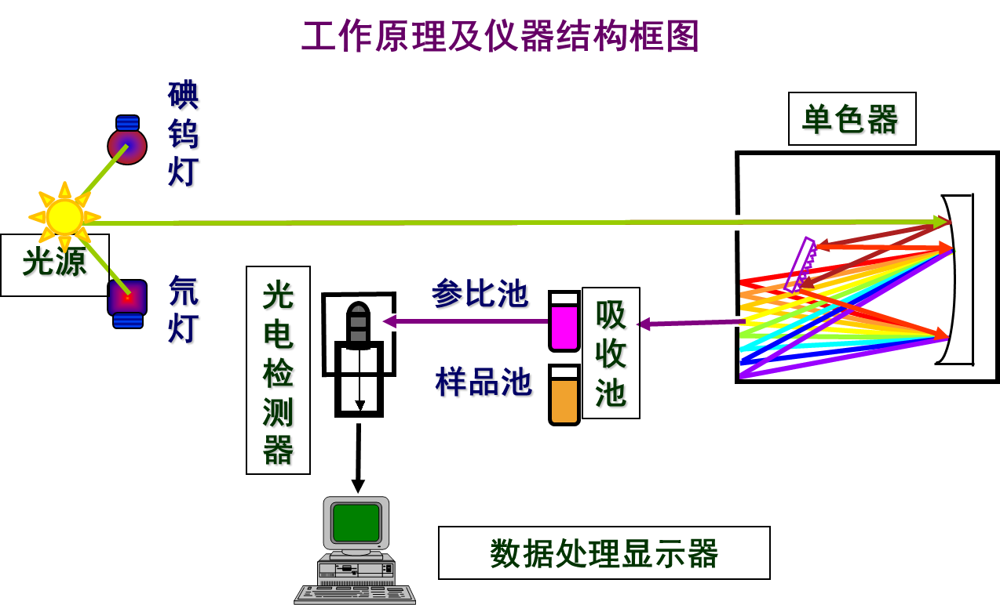 工作原理及仪器结构框图
碘钨灯
单色器
光源
氘灯
光电检测器
参比池
吸收池
样品池
数据处理显示器